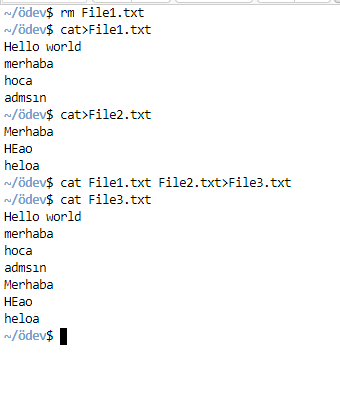 ~/ödev$ rm File1.txt
~/ödev$ cat>File1.txt
Hello world
merhaba
hoca
admsın
~/ödev$ cat>File2.txt
Merhaba
HEao
heloa
~/ödev$ cat File1.txt File2.txt>File3.txt
~/ödev$ cat File3.txt
Hello world
merhaba
hoca
admsın
Merhaba
HEao
heloa
~/ödev$